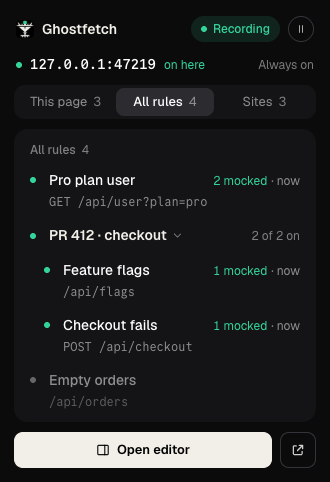 Ghostfetch
Recording
127.0.0.1:47219 on here Always on
This page 3 All rules 4 Sites 3
All rules 4
Pro plan user 2 mocked · now
GET /api/user?plan=pro
PR 412 · checkout 2 of 2 on
Feature flags 1 mocked · now
/api/flags
Checkout fails 1 mocked · now
POST /api/checkout
Empty orders
/api/orders
Open editor